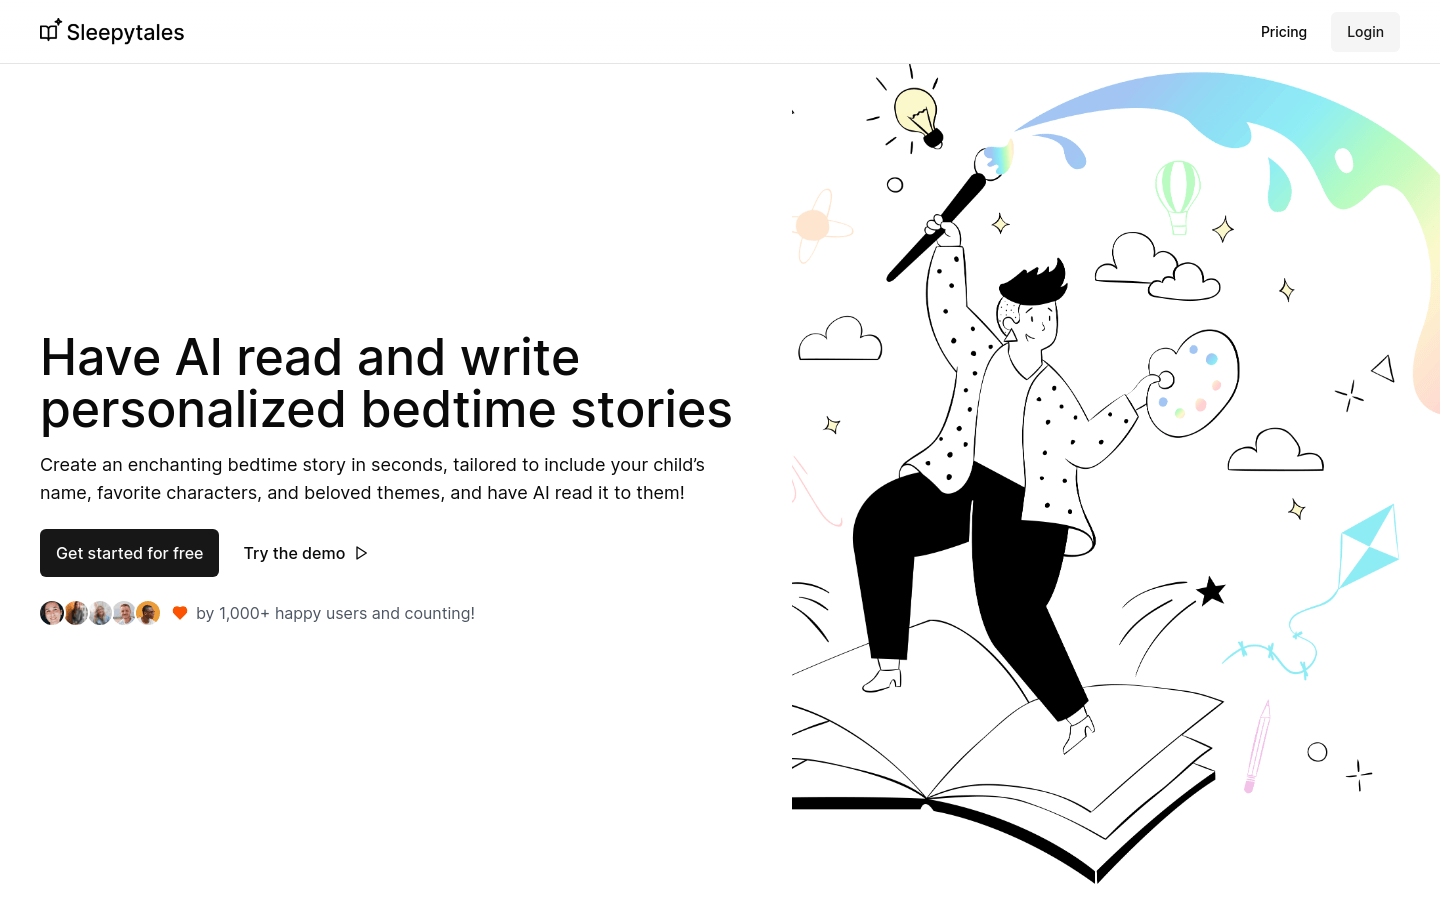 Sleepytales
Pricing
Login
Have AI read and write
personalized bedtime stories
Create an enchanting bedtime story in seconds, tailored to include your child’s
name, favorite characters, and beloved themes, and have AI read it to them!
Get started for free
Try the demo
by 1,000+ happy users and counting!